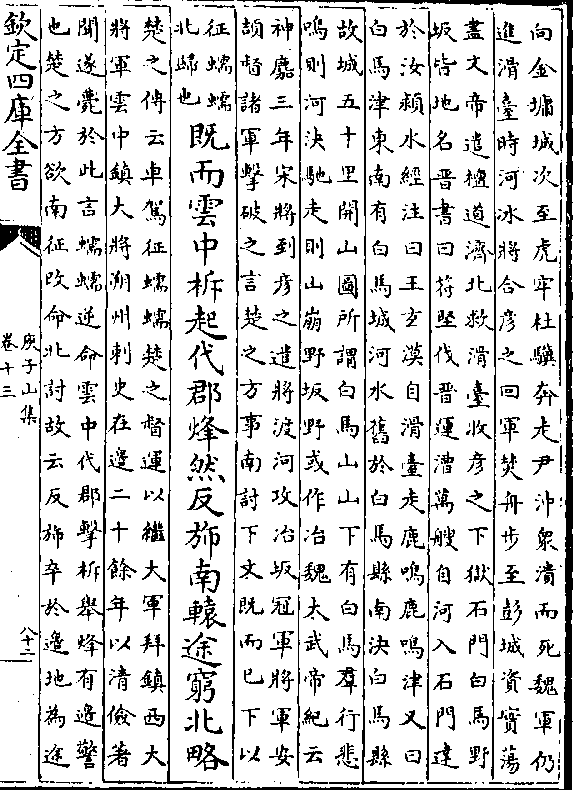 向金墉城次至虎牢杜驥奔走尹沖衆潰而死魏軍仍
進滑臺時河冰將合彦之回軍焚舟步至彭城資實蕩
盡文帝遣檀道濟北救滑臺收彦之下獄石門白馬野
坂皆地名晉書曰苻堅伐晉運漕萬艘自河入石門達
於汝潁水經注曰王玄漠自滑臺走鹿鳴鹿鳴津又曰
白馬津東南有白馬城河水舊於白馬縣南決白馬縣
故城五十里開山圖所謂白馬山山下有白馬羣行悲
鳴則河決馳走則山崩野坂野或作冶魏太武帝紀云
神䴥三年宋將到彦之遣將渡河攻冶坂冠軍將軍安
頡督諸軍擊破之言楚之方事南討下文既而已下以
征蠕蠕
北歸也
既而雲中柝起代郡烽然反斾南轅途窮北略
楚之傳云車駕征蠕蠕楚之督運以繼大軍拜鎮西大
將軍雲中鎮大將朔州刺史在邉二十餘年以清儉著
聞遂薨於此言蠕蠕逆命雲中代郡擊柝舉烽有邉警
也楚之方欲南征改命北討故云反斾卒於邉地為途
欽定四庫全書
庾子山集
卷十三
八十二